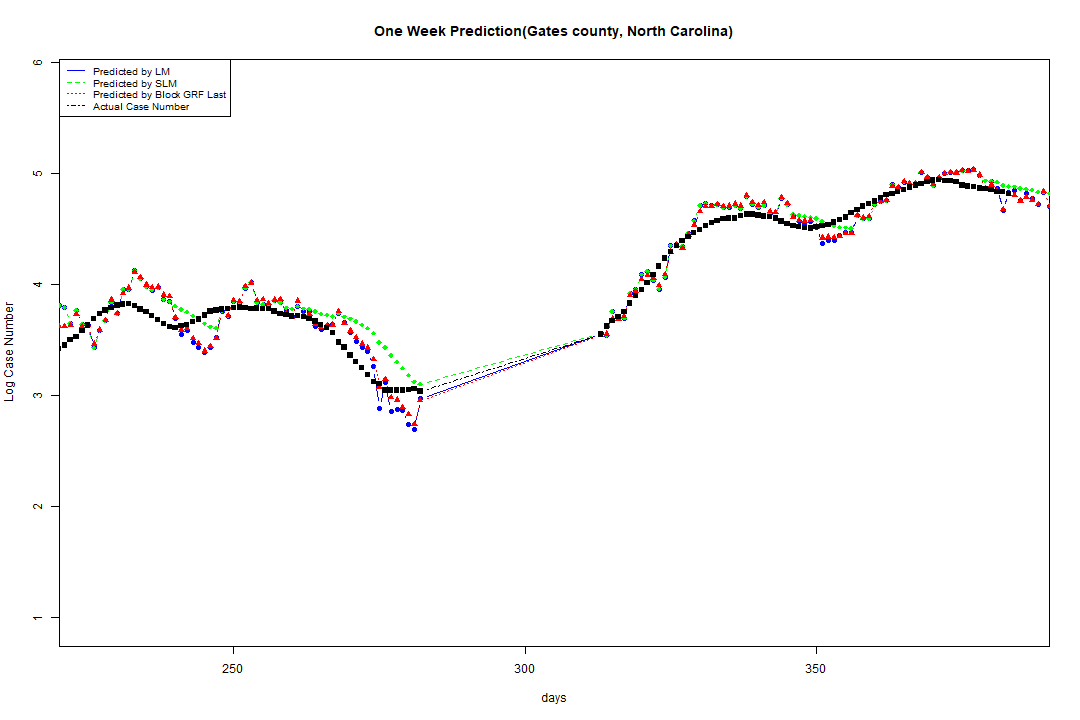 One Week Prediction(Gates county, North Carolina)
Predicted by LM
Predicted by SLM
Predicted by Block GRF Last
Actual Case Number
6
5
4
3
2
1
Log Case Number
250
300
350
days